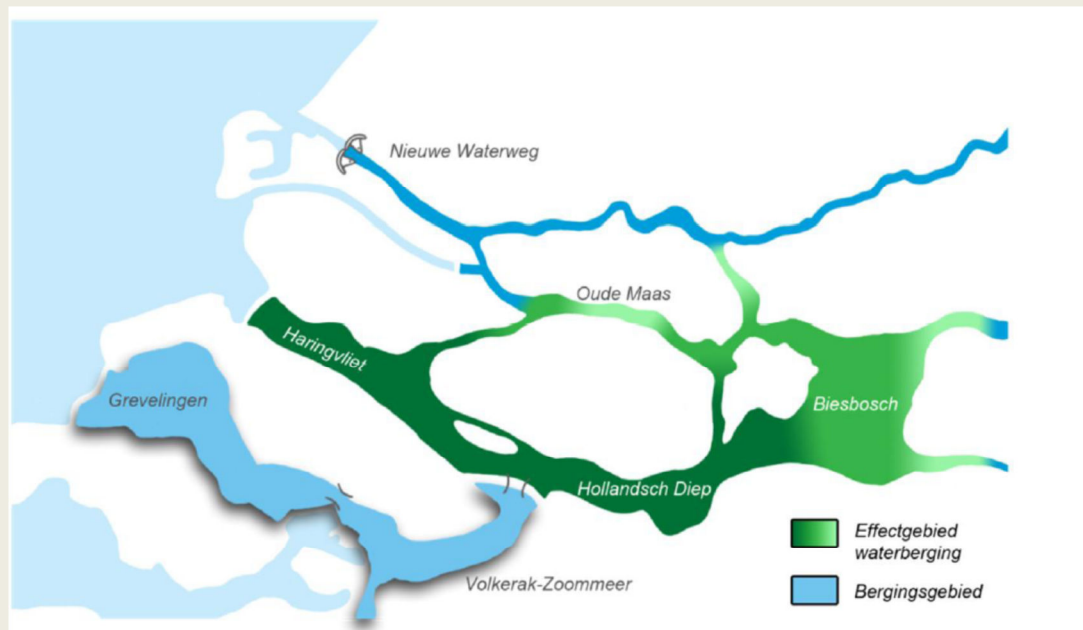 Nieuwe Waterweg
Oude Maas
Haringvliet
Grevelingen
Biesbosch
Hollandsch Diep
Volkerak-Zoommeer
Effectgebied
waterberging
Bergingsgebied